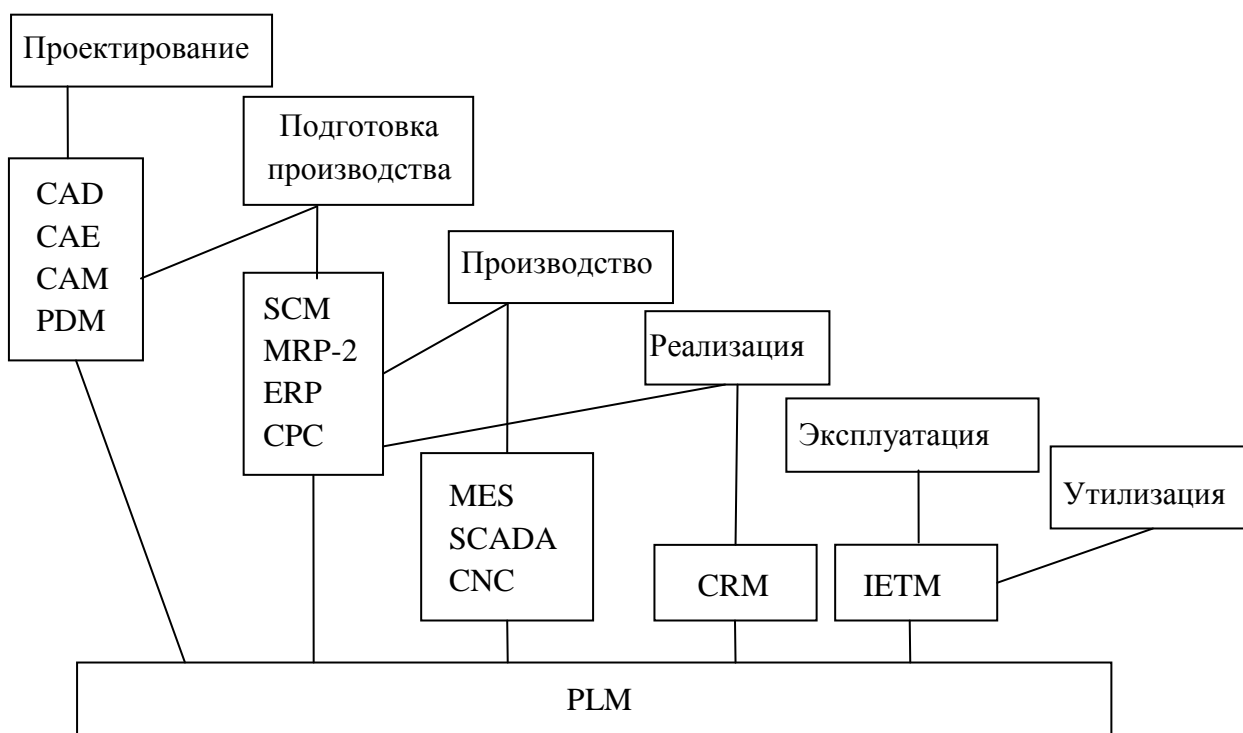 Проектирование
Подготовка
производства
CAD
CAE
CAM
PDM
Производство
SCM
MRP-2
ERP
CPC
Реализация
Эксплуатация
MES
SCADA
CNC
Утилизация
CRM
IETM
PLM